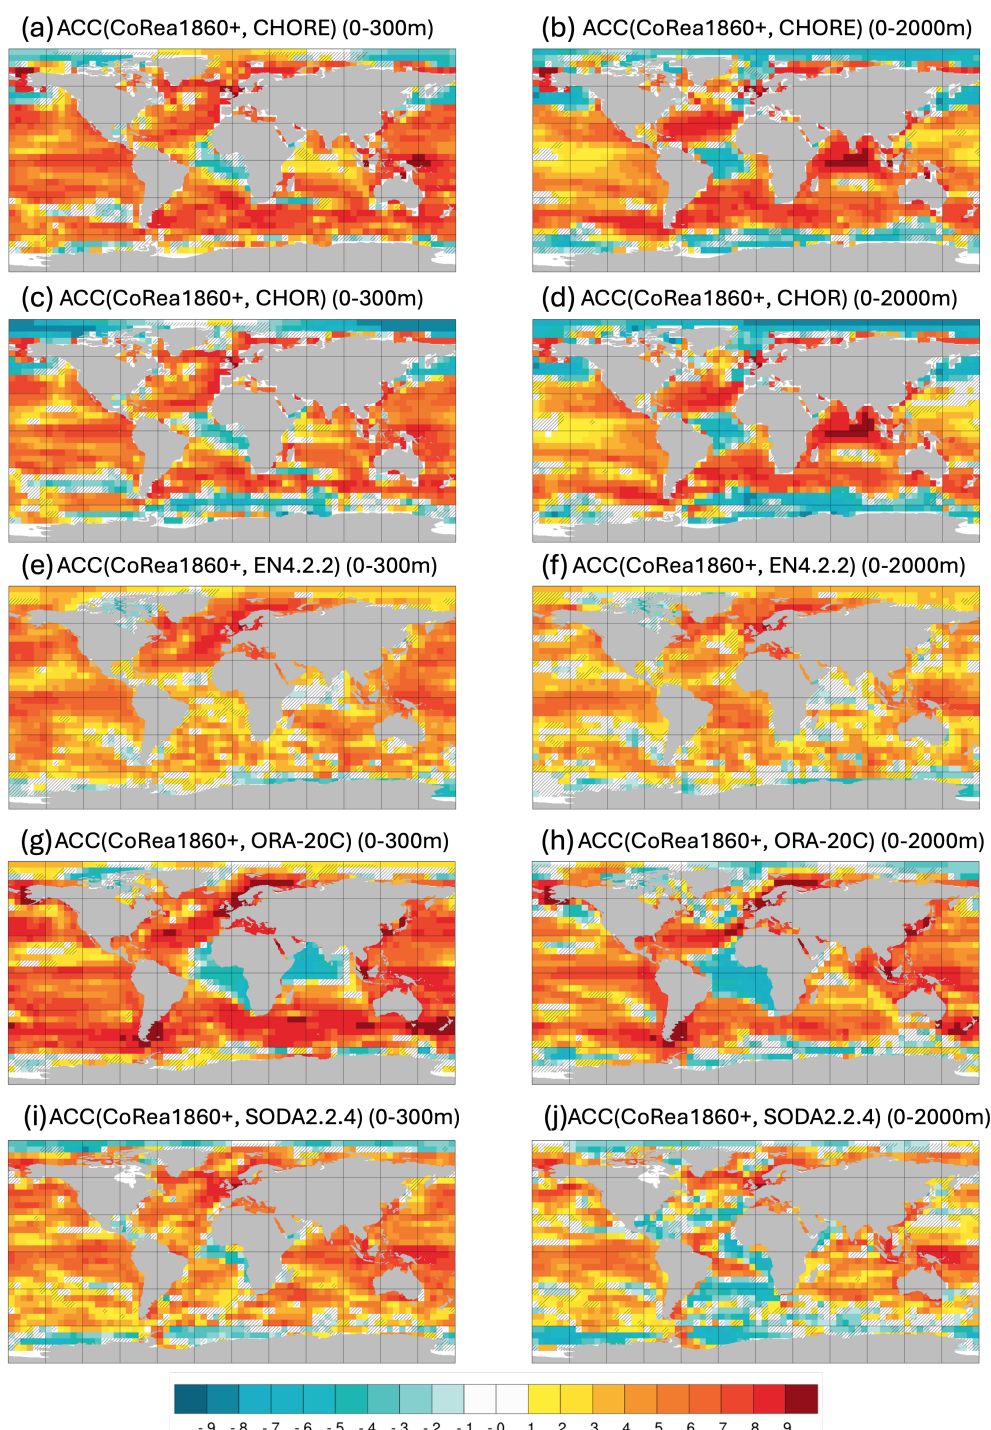 (a) ACC(CoRea1860+, CHORE) (0-300m)
(b) ACC(CoRea1860+, CHORE) (0-2000m)
(c) ACC(CoRea1860+, CHOR) (0-300m)
(d) ACC(CoRea1860+, CHOR) (0-2000m)
(e) ACC(CoRea1860+, EN4.2.2) (0-300m)
(f) ACC(CoRea1860+, EN4.2.2) (0-2000m)
(g) ACC(CoRea1860+, ORA-20C) (0-300m)
(h) ACC(CoRea1860+, ORA-20C) (0-2000m)
(i) ACC(CoRea1860+, SODA2.2.4) (0-300m)
(j) ACC(CoRea1860+, SODA2.2.4) (0-2000m)
-9 -8 -7 -6 -5 -4 -3 -2 -1 -0 1 2 3 4 5 6 7 8 9